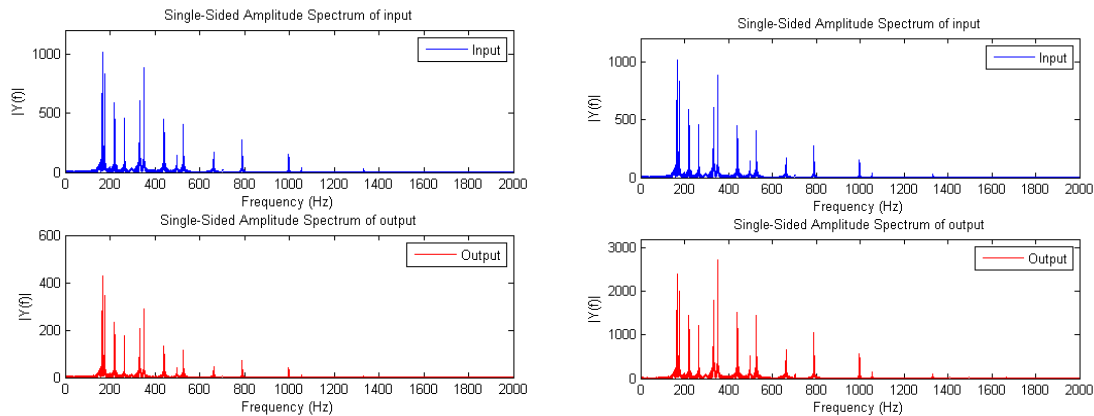 Single-Sided Amplitude Spectrum of input
|Y(f)|
1000
500
0
Input
0 200 400 600 800 1000 1200 1400 1600 1800 2000
Frequency (Hz)
Single-Sided Amplitude Spectrum of output
|Y(f)|
600
400
200
0
Output
0 200 400 600 800 1000 1200 1400 1600 1800 2000
Frequency (Hz)
Single-Sided Amplitude Spectrum of input
|Y(f)|
1000
500
0
Input
0 200 400 600 800 1000 1200 1400 1600 1800 2000
Frequency (Hz)
Single-Sided Amplitude Spectrum of output
|Y(f)|
3000
2000
1000
0
Output
0 200 400 600 800 1000 1200 1400 1600 1800 2000
Frequency (Hz)